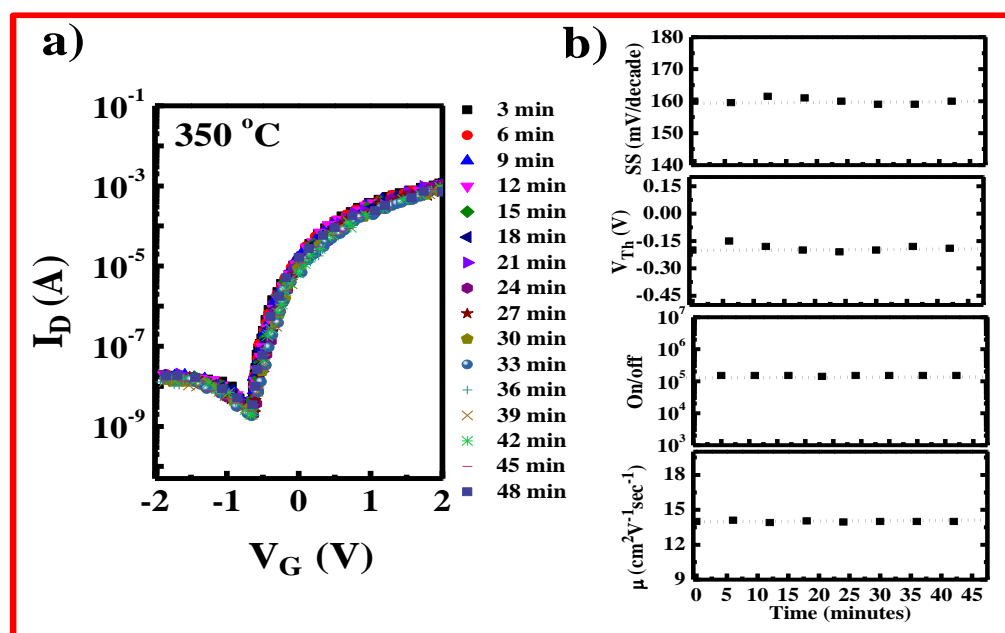 a)
350 °C
I_D (A)
10^-1
10^-3
10^-5
10^-7
10^-9
-2 -1 0 1 2
V_G (V)
3 min
6 min
9 min
12 min
15 min
18 min
21 min
24 min
27 min
30 min
33 min
36 min
39 min
42 min
45 min
48 min
b)
SS (mV/decade)
180
170
160
150
140
V_Th (V)
0.15
0.00
-0.15
-0.30
-0.45
On/off
10^7
10^6
10^5
10^4
10^3
μ (cm^2V^-1sec^-1)
18
15
12
9
0 5 10 15 20 25 30 35 40 45
Time (minutes)